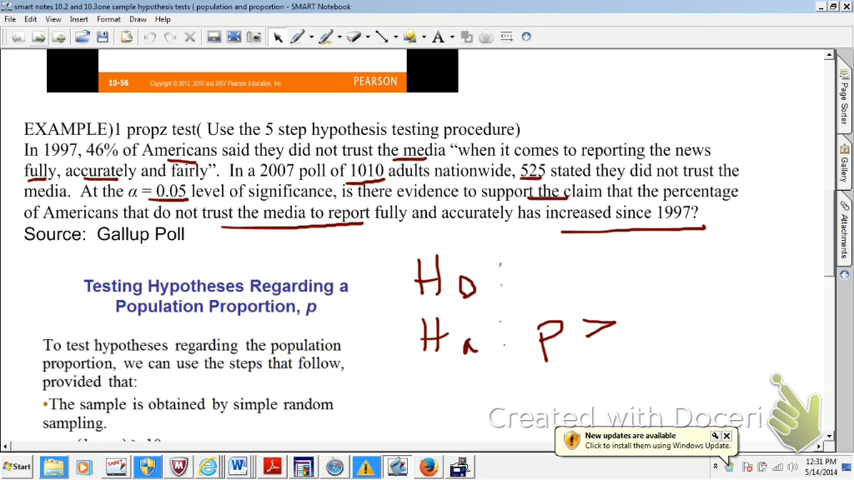 smart notes 10.2 and 10.3one sample hypothesis tests ( population and proportion - SMART Notebook
File Edit View Insert Format Draw Help
10-56 Copyright © 2013, 2010 and 2007 Pearson Education, Inc. PEARSON
EXAMPLE)1 propz test( Use the 5 step hypothesis testing procedure)
In 1997, 46% of Americans said they did not trust the media “when it comes to reporting the news
fully, accurately and fairly”. In a 2007 poll of 1010 adults nationwide, 525 stated they did not trust the
media. At the α = 0.05 level of significance, is there evidence to support the claim that the percentage
of Americans that do not trust the media to report fully and accurately has increased since 1997?
Source: Gallup Poll
Testing Hypotheses Regarding a
Population Proportion, p
To test hypotheses regarding the population
proportion, we can use the steps that follow,
provided that:
•The sample is obtained by simple random
sampling.
Ho :
Ha : p >
Created with Doceri
New updates are available
Click to install them using Windows Update.
Page Sorter
Gallery
Attachments
Start
12:31 PM
5/14/2014